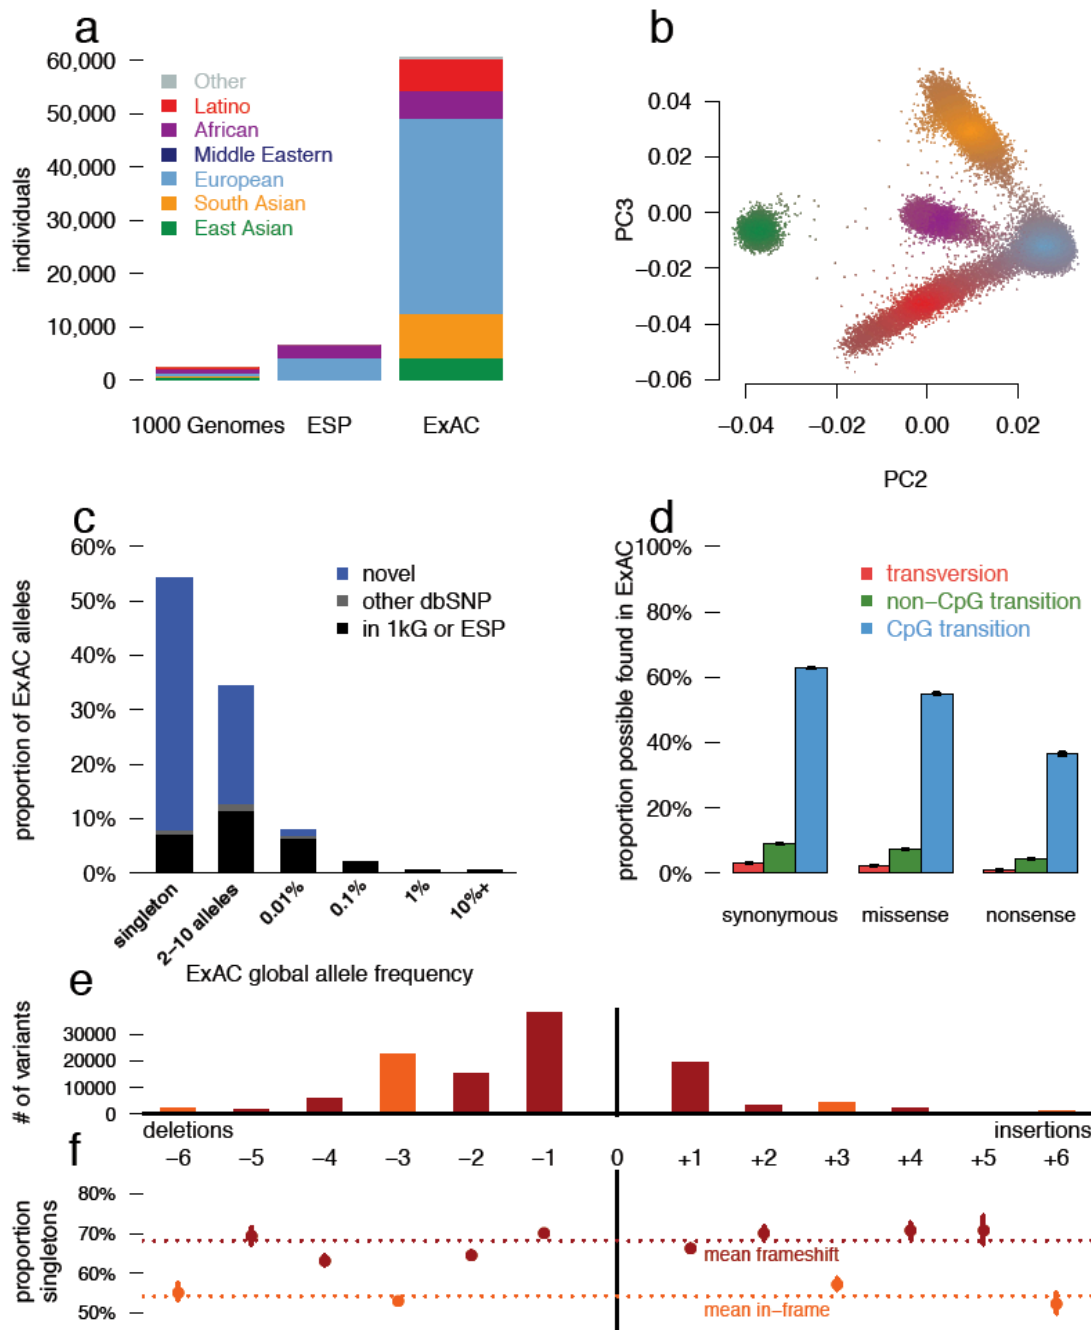 a
60,000
50,000
40,000
30,000
20,000
10,000
0
individuals
Other
Latino
African
Middle Eastern
European
South Asian
East Asian
1000 Genomes
ESP
ExAC
b
0.04
0.02
0.00
−0.02
−0.04
−0.06
PC3
−0.04
−0.02
0.00
0.02
PC2
c
60%
50%
40%
30%
20%
10%
0%
proportion of ExAC alleles
novel
other dbSNP
in 1kG or ESP
singleton
2−10 alleles
0.01%
0.1%
1%
10%+
ExAC global allele frequency
d
100%
80%
60%
40%
20%
0%
proportion possible found in ExAC
transversion
non−CpG transition
CpG transition
synonymous
missense
nonsense
e
30000
20000
10000
0
# of variants
deletions
insertions
f
−6
−5
−4
−3
−2
−1
0
+1
+2
+3
+4
+5
+6
80%
70%
60%
50%
proportion
singletons
mean frameshift
mean in−frame